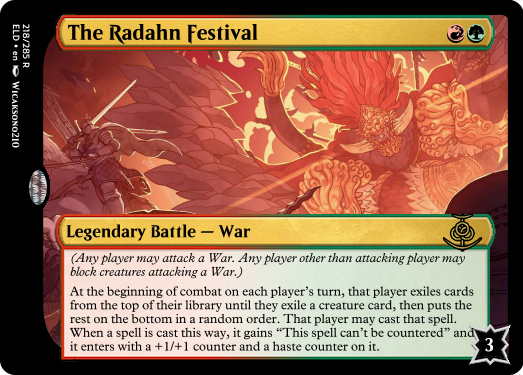 The Radahn Festival
218/285 R
ELD • en WICAKSONO210
Legendary Battle — War
(Any player may attack a War. Any player other than attacking player may
block creatures attacking a War.)
At the beginning of combat on each player's turn, that player exiles cards
from the top of their library until they exile a creature card, then puts the
rest on the bottom in a random order. That player may cast that spell.
When a spell is cast this way, it gains "This spell can't be countered" and
it enters with a +1/+1 counter and a haste counter on it.
3